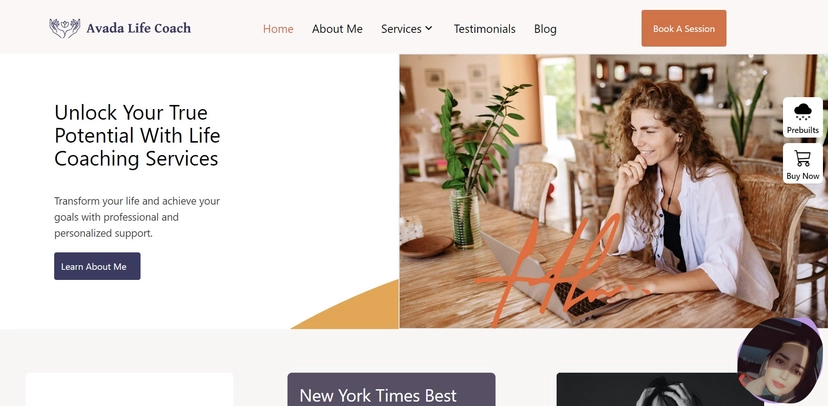 Avada Life Coach
Home
About Me
Services
Testimonials
Blog
Book A Session
Unlock Your True
Potential With Life
Coaching Services
Transform your life and achieve your
goals with professional and
personalized support.
Learn About Me
Prebuilts
Buy Now
New York Times Best